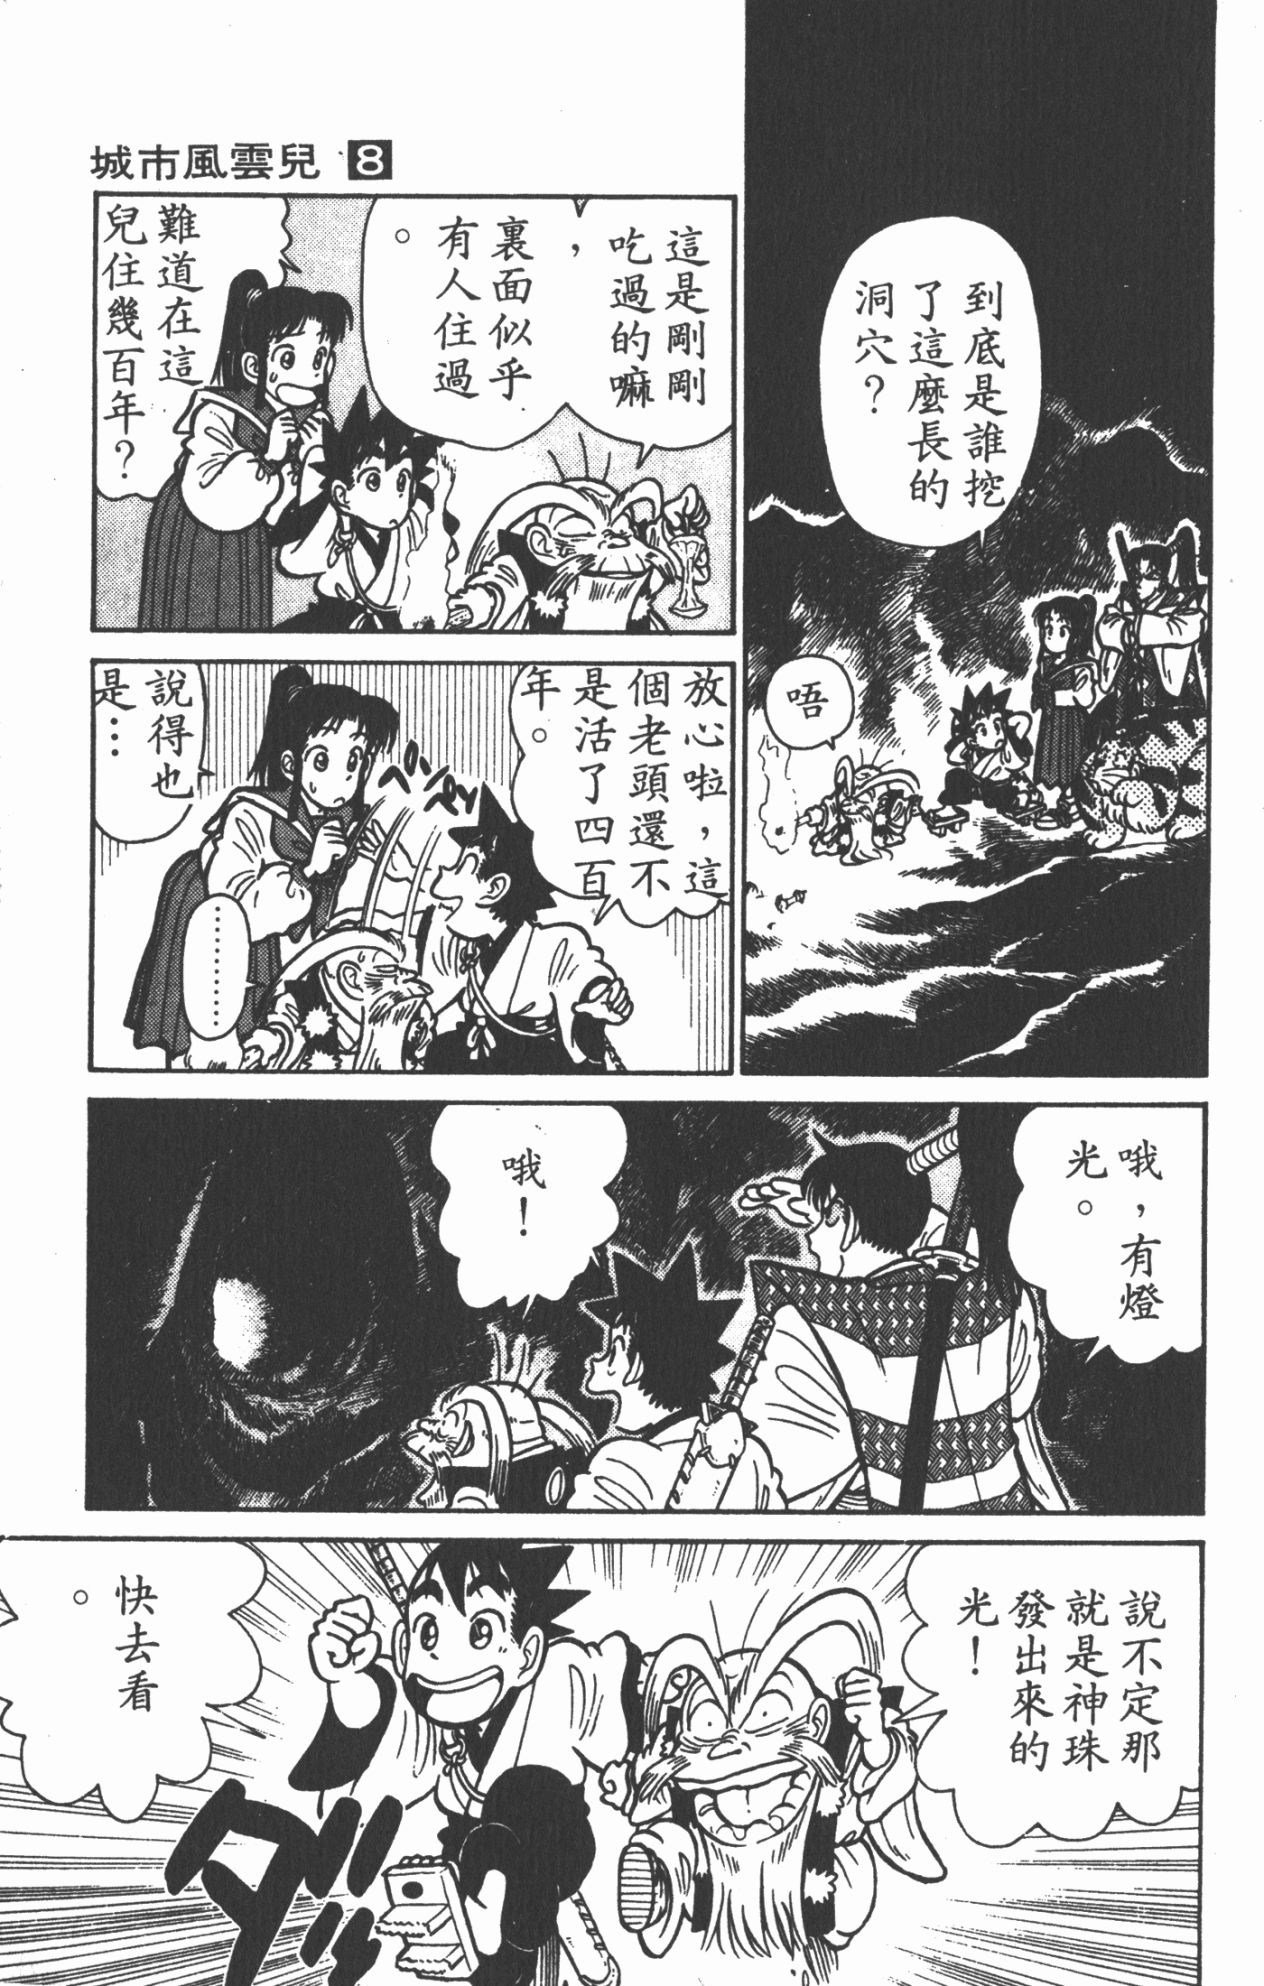 城市風雲兒 8
到底是誰挖
了這麼長的
洞穴？
唔
這是剛剛
吃過的嘛
，
裏面似乎
有人住過
。
難道在這
兒住幾百年？
放心啦，這
個老頭還不
是活了四百
年。
說得也
是…
………
哦，有燈
光。
哦！
說不定那
就是神珠
發出來的
光！
快去看
。
ダッ